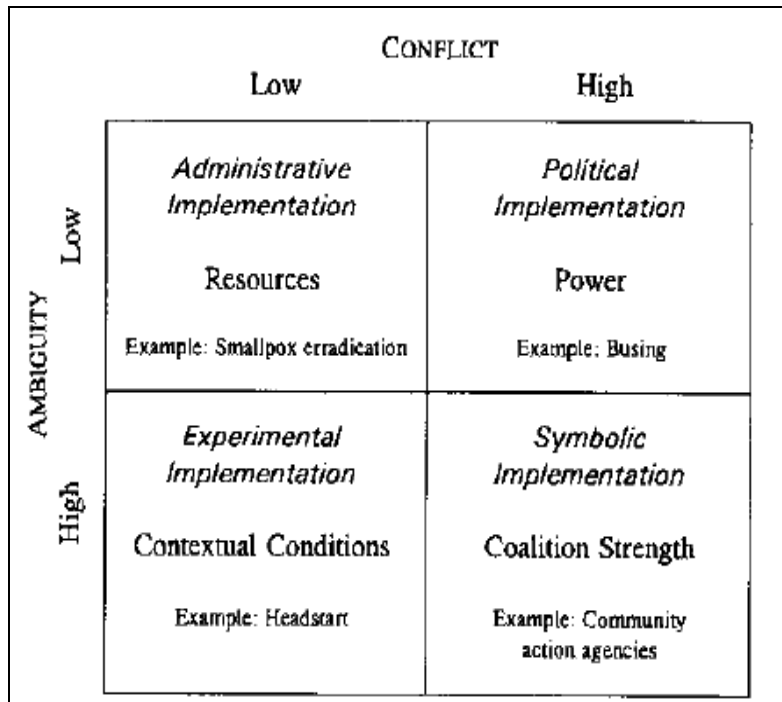 CONFLICT
Low High
AMBIGUITY
Low
Administrative
Implementation
Resources
Example: Smallpox erradication
Political
Implementation
Power
Example: Busing
High
Experimental
Implementation
Contextual Conditions
Example: Headstart
Symbolic
Implementation
Coalition Strength
Example: Community
action agencies